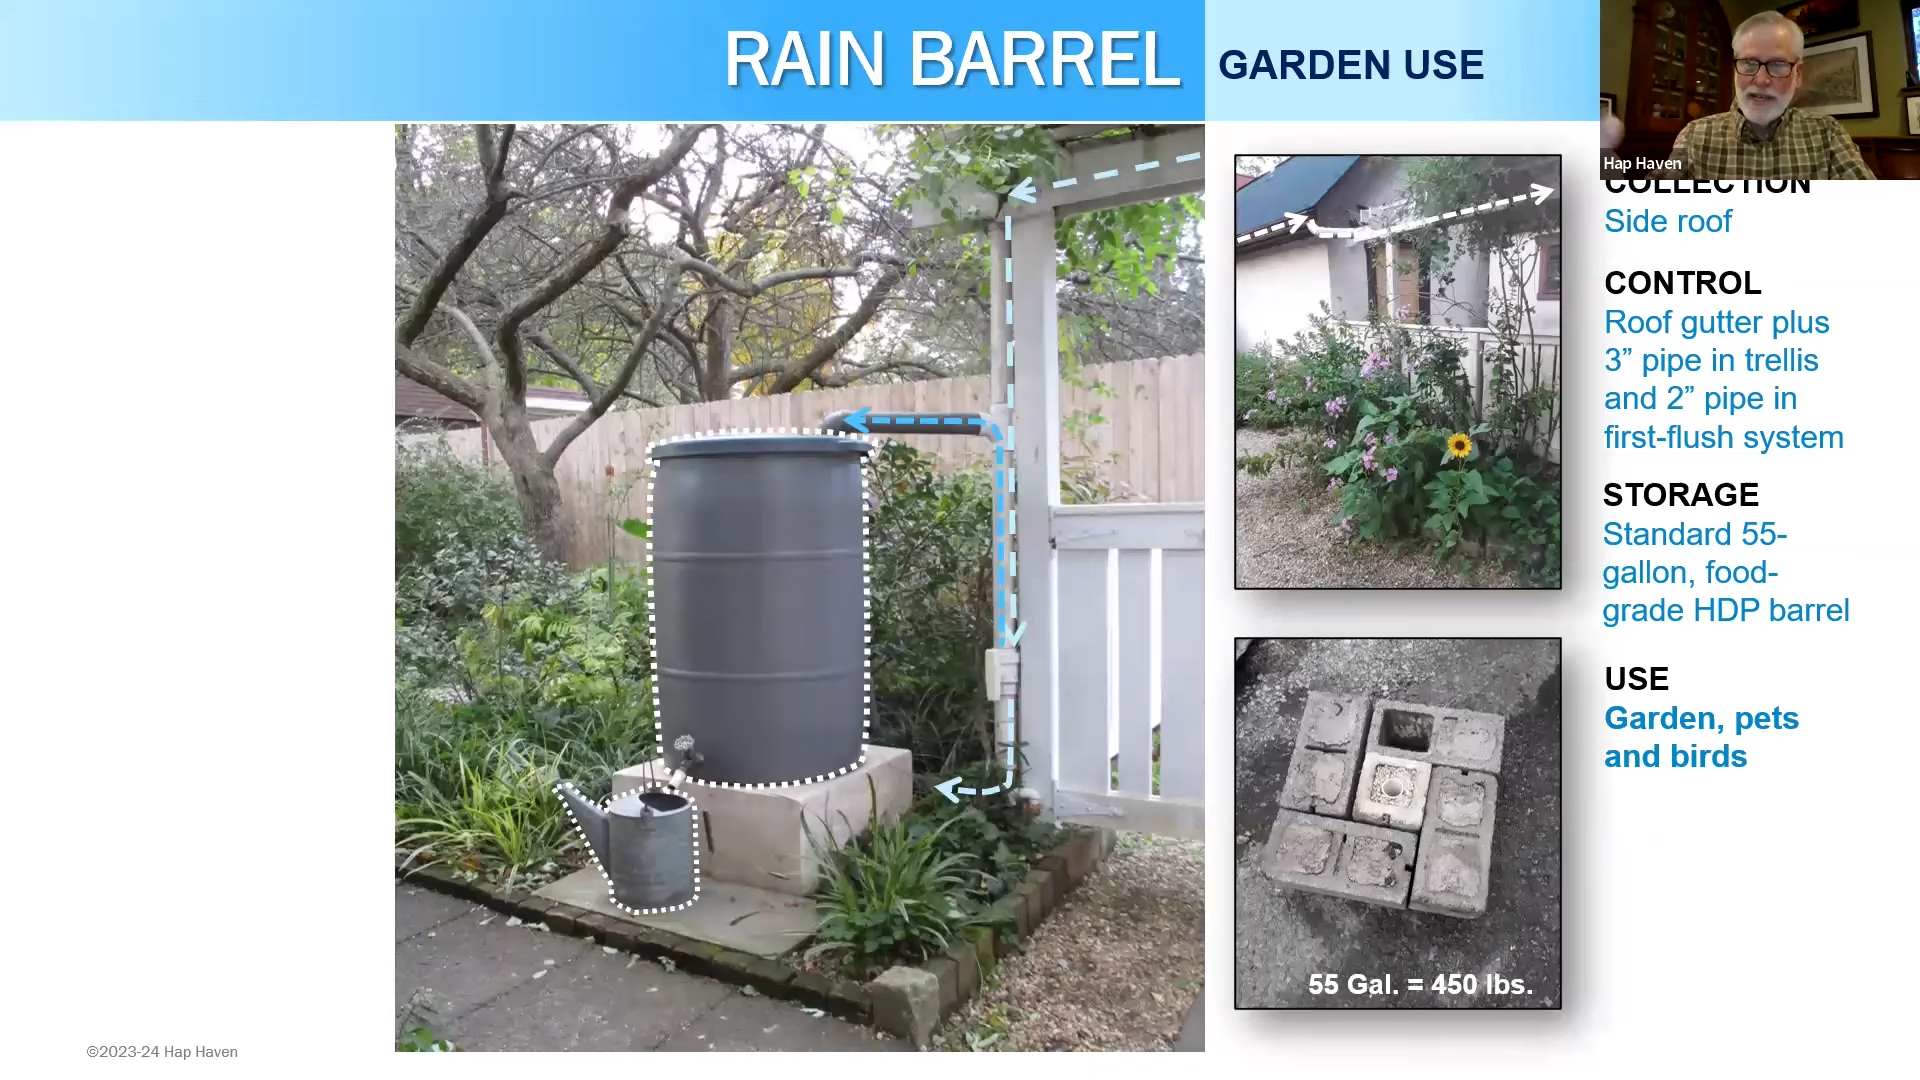 RAIN BARREL
GARDEN USE
Hap Haven
COLLECTION
Side roof
CONTROL
Roof gutter plus
3” pipe in trellis
and 2” pipe in
first-flush system
STORAGE
Standard 55-
gallon, food-
grade HDP barrel
USE
Garden, pets
and birds
55 Gal. = 450 lbs.
©2023-24 Hap Haven